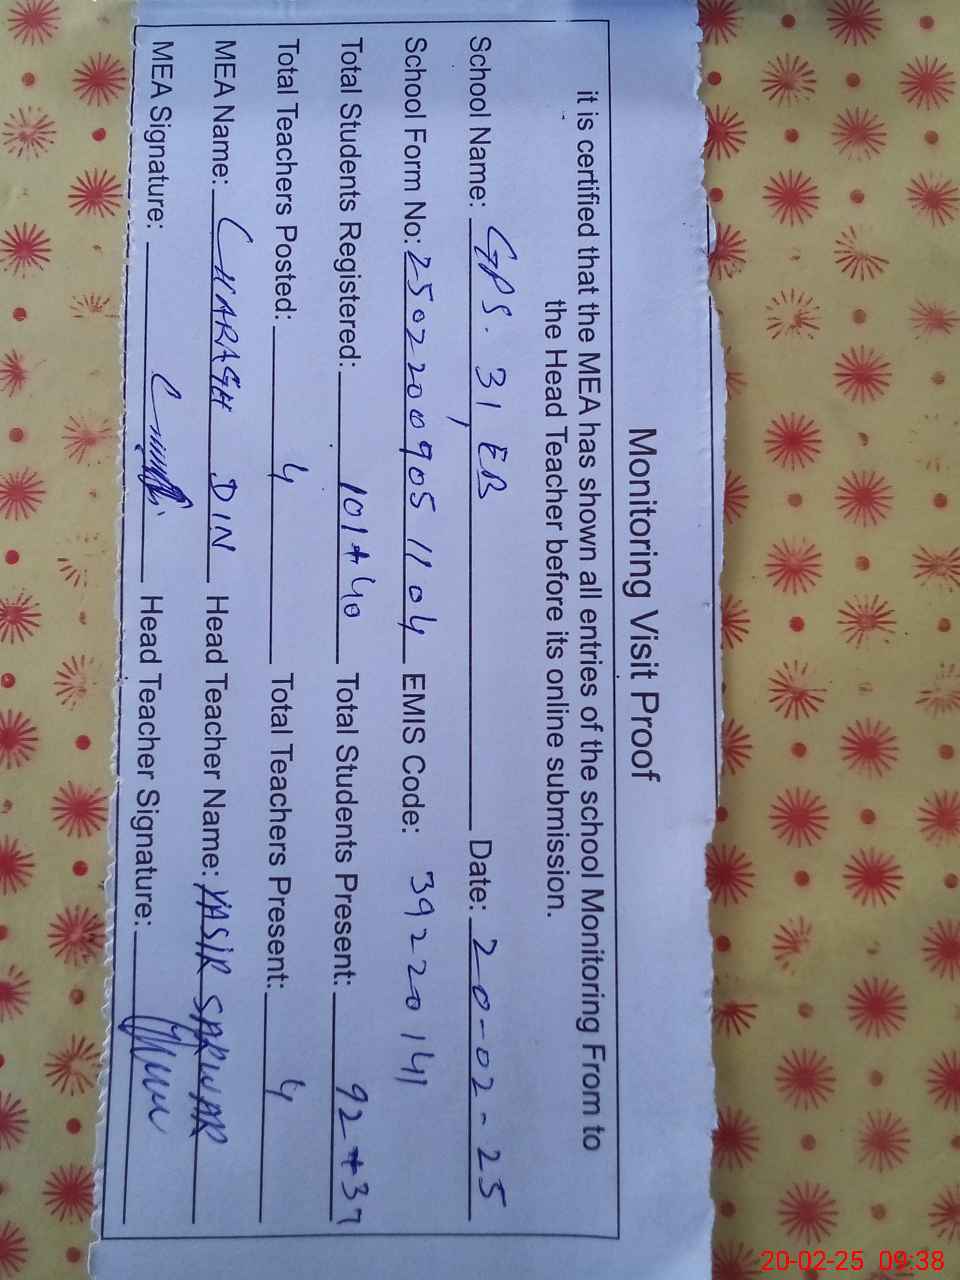 Monitoring Visit Proof
it is certified that the MEA has shown all entries of the school Monitoring From to
the Head Teacher before its online submission.
School Name: GPS. 31 EB Date: 20-02-25
School Form No: 2502200905 1104 EMIS Code: 39220141
Total Students Registered: 101+40 Total Students Present: 92+37
Total Teachers Posted: 4 Total Teachers Present: 4
MEA Name: CHARAGH DIN Head Teacher Name: YASIR SARWAR
MEA Signature: Head Teacher Signature:
20-02-25 09:38